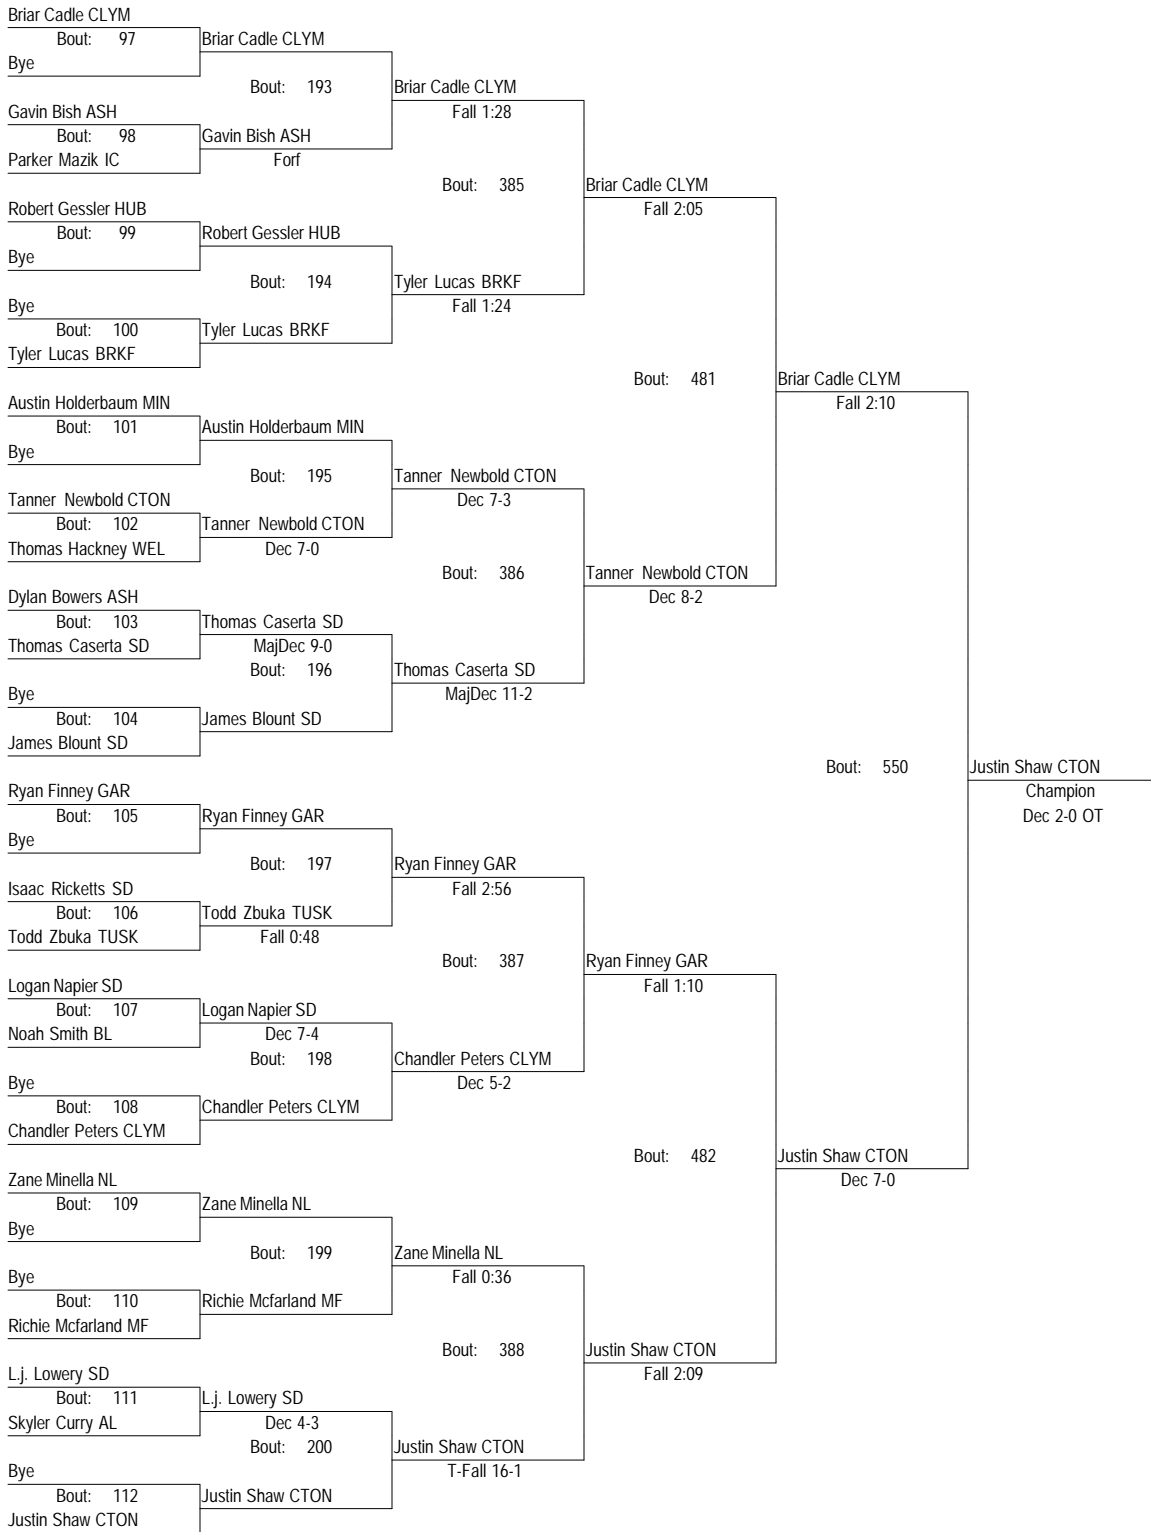 Briar Cadle CLYM
Bout: 97
Briar Cadle CLYM
Bye
Bout: 193
Briar Cadle CLYM
Gavin Bish ASH
Fall 1:28
Bout: 98
Gavin Bish ASH
Parker Mazik IC
Forf
Bout: 385
Briar Cadle CLYM
Robert Gessler HUB
Fall 2:05
Bout: 99
Robert Gessler HUB
Bye
Bout: 194
Tyler Lucas BRKF
Bye
Fall 1:24
Bout: 100
Tyler Lucas BRKF
Tyler Lucas BRKF
Bout: 481
Briar Cadle CLYM
Austin Holderbaum MIN
Fall 2:10
Bout: 101
Austin Holderbaum MIN
Bye
Bout: 195
Tanner Newbold CTON
Tanner Newbold CTON
Dec 7-3
Bout: 102
Tanner Newbold CTON
Thomas Hackney WEL
Dec 7-0
Bout: 386
Tanner Newbold CTON
Dylan Bowers ASH
Dec 8-2
Bout: 103
Thomas Caserta SD
Thomas Caserta SD
MajDec 9-0
Bout: 196
Thomas Caserta SD
Bye
MajDec 11-2
Bout: 104
James Blount SD
James Blount SD
Bout: 550
Justin Shaw CTON
Ryan Finney GAR
Champion
Bout: 105
Ryan Finney GAR
Dec 2-0 OT
Bye
Bout: 197
Ryan Finney GAR
Isaac Ricketts SD
Fall 2:56
Bout: 106
Todd Zbuka TUSK
Todd Zbuka TUSK
Fall 0:48
Bout: 387
Ryan Finney GAR
Logan Napier SD
Fall 1:10
Bout: 107
Logan Napier SD
Noah Smith BL
Dec 7-4
Bout: 198
Chandler Peters CLYM
Bye
Dec 5-2
Bout: 108
Chandler Peters CLYM
Chandler Peters CLYM
Bout: 482
Justin Shaw CTON
Zane Minella NL
Dec 7-0
Bout: 109
Zane Minella NL
Bye
Bout: 199
Zane Minella NL
Bye
Fall 0:36
Bout: 110
Richie Mcfarland MF
Richie Mcfarland MF
Bout: 388
Justin Shaw CTON
L.j. Lowery SD
Fall 2:09
Bout: 111
L.j. Lowery SD
Skyler Curry AL
Dec 4-3
Bout: 200
Justin Shaw CTON
Bye
T-Fall 16-1
Bout: 112
Justin Shaw CTON
Justin Shaw CTON